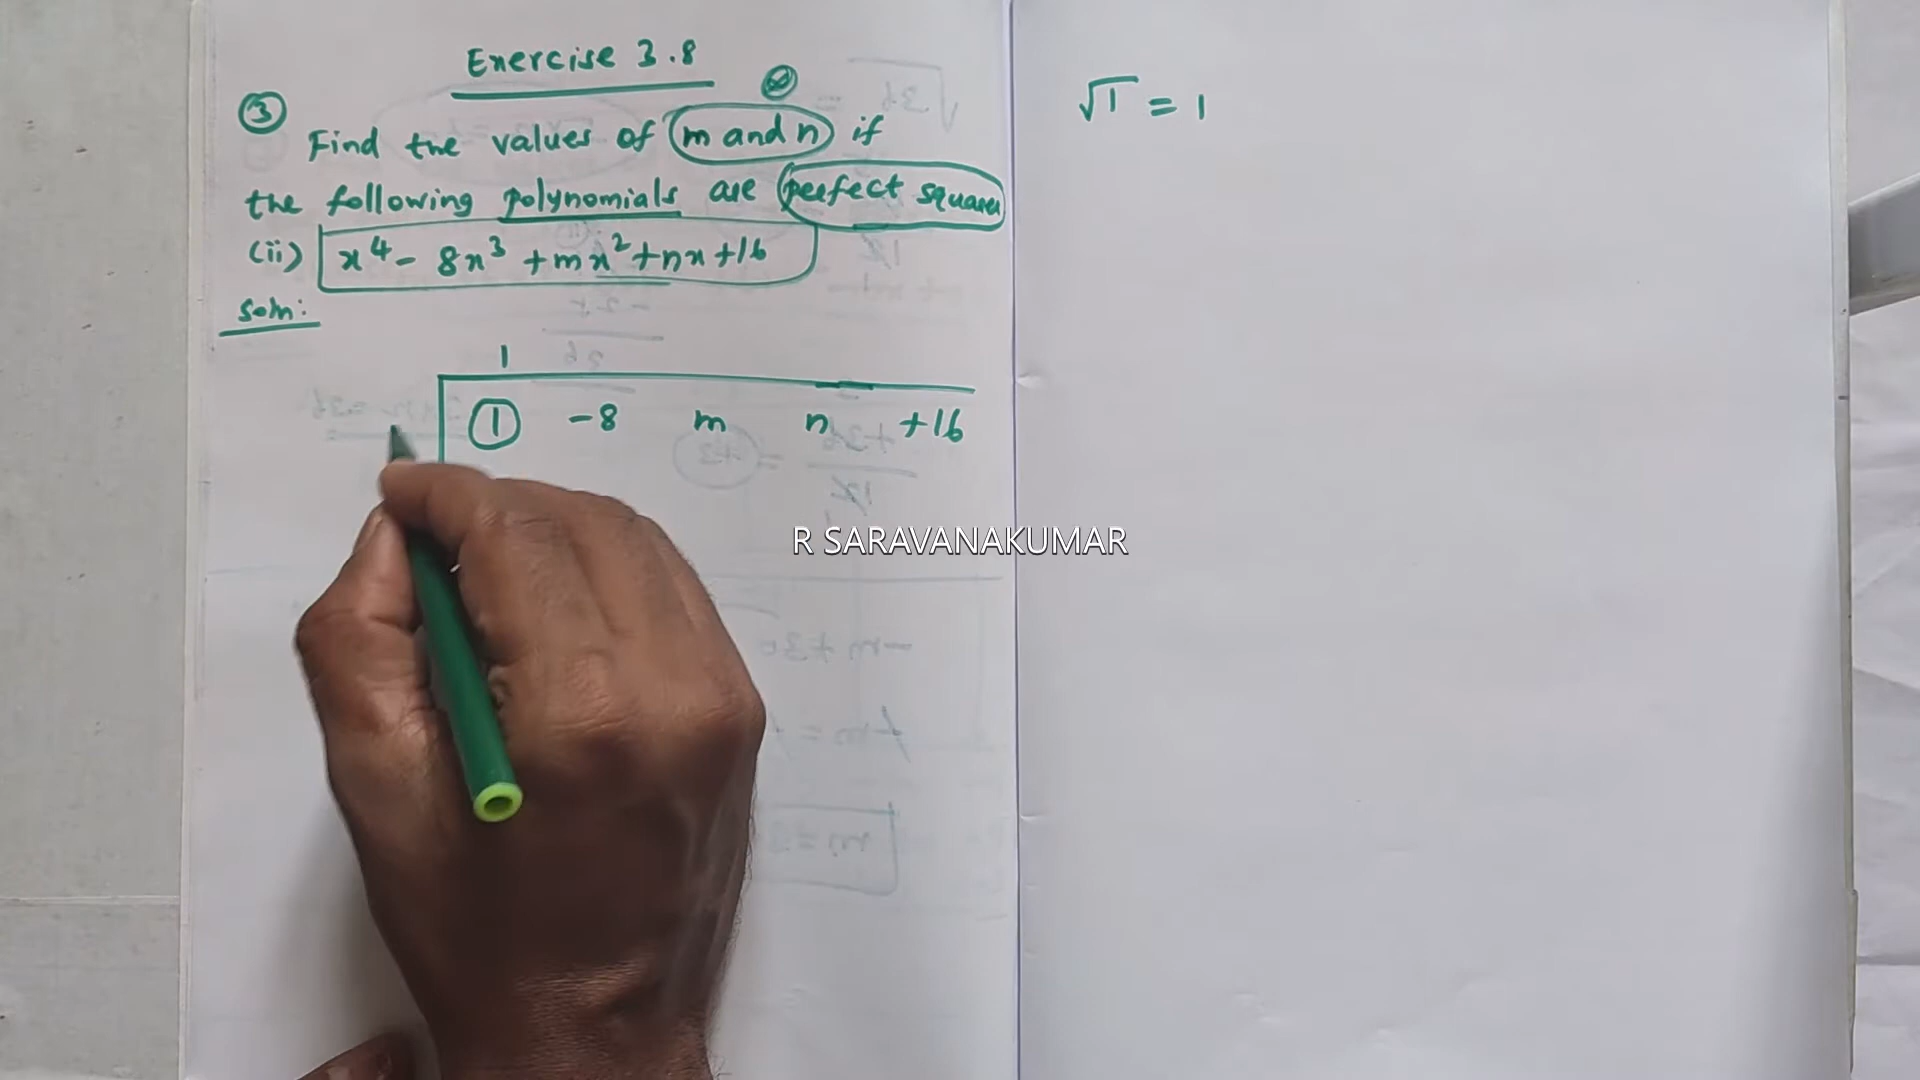 Exercise 3.8
③
Find the values of m and n if
the following polynomials are perfect squares
(ii) x⁴ - 8x³ + mx² + nx + 16
soln:
1
1 -8 m n +16
√1 = 1
R SARAVANAKUMAR